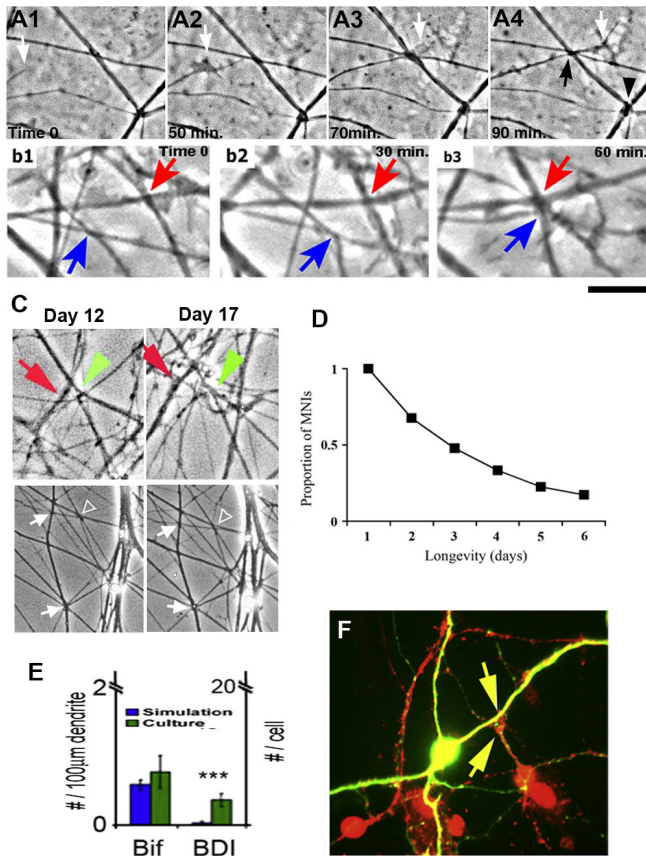 A1 A2 A3 A4
Time 0 50 min. 70min. 90 min.
b1 Time 0 b2 30 min. b3 60 min.
C
Day 12 Day 17
D
Proportion of MNIs
1
0.5
0
1 2 3 4 5 6
Longevity (days)
E
# / 100µm dendrite
2
0
Simulation
Culture
***
20
# / cell
Bif BDI
F